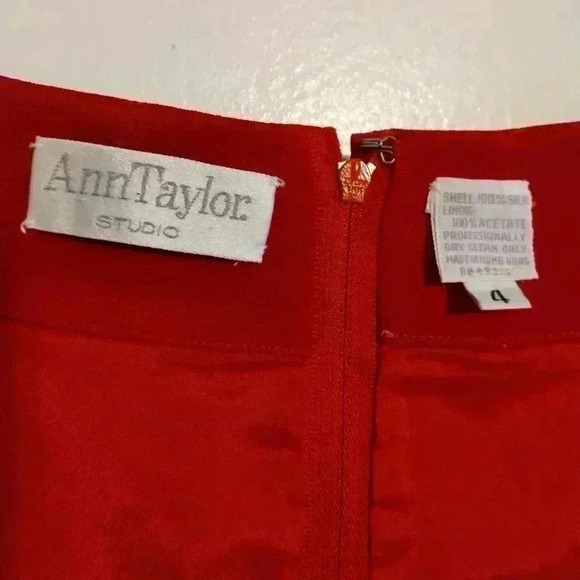 AnnTaylor
STUDIO
SHELL: 100% SILK
LINING:
100% ACETATE
PROFESSIONALLY
DRY CLEAN ONLY
MADE IN HONG KONG
4